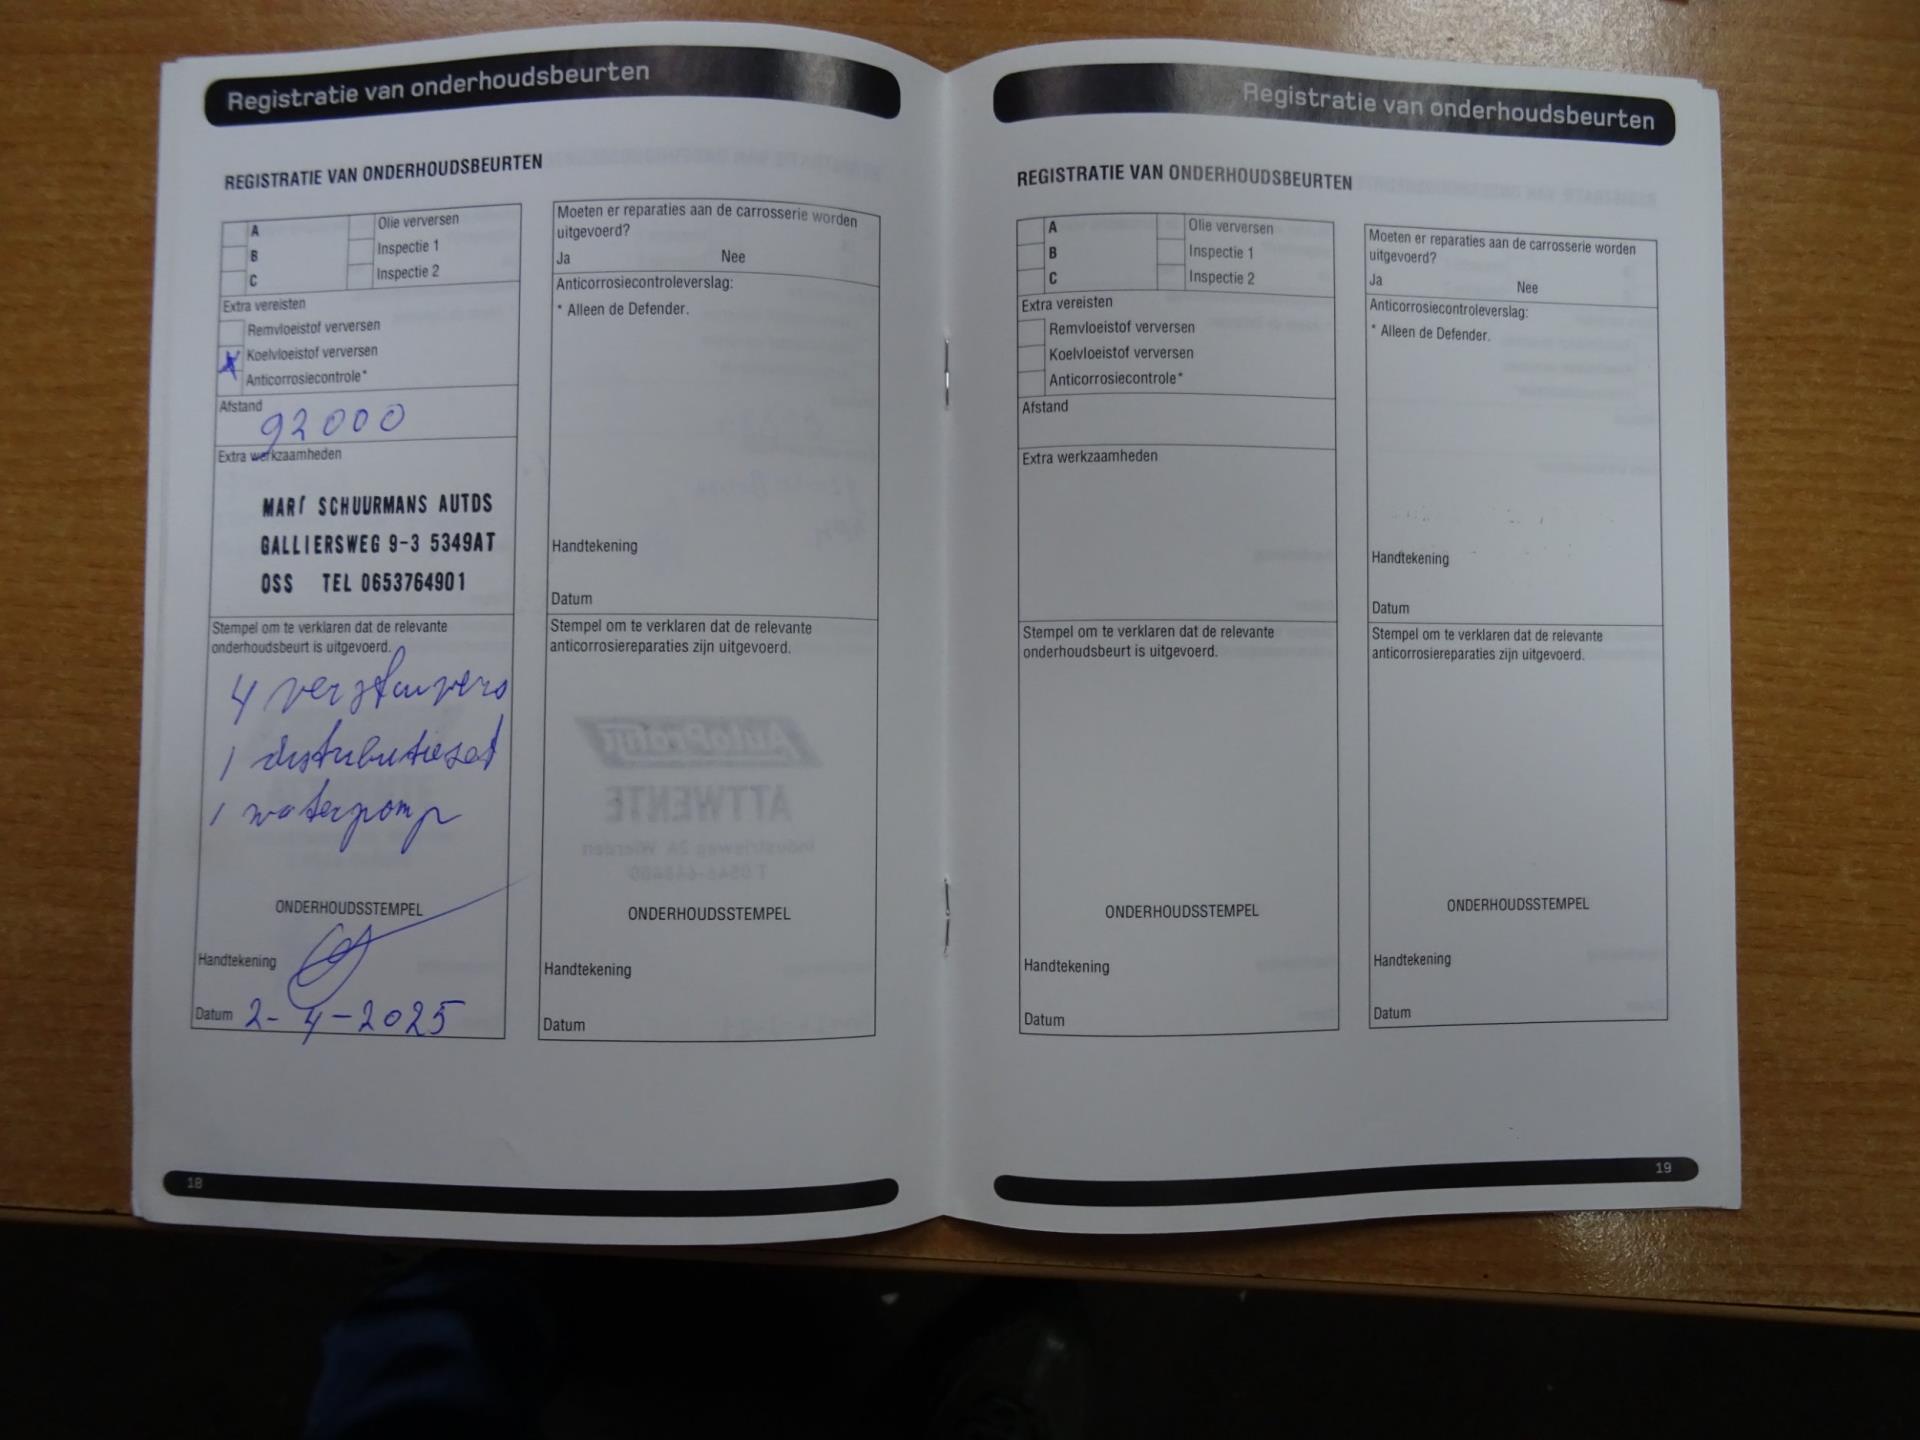 Registratie van onderhoudsbeurten
REGISTRATIE VAN ONDERHOUDSBEURTEN
A
B
C
Olie verversen
Inspectie 1
Inspectie 2
Extra vereisten
Remvloeistof verversen
Koelvloeistof verversen
Anticorrosiecontrole*
Afstand
92000
Extra werkzaamheden
MART SCHUURMANS AUTOS
GALLIERSWEG 9-3 5349AT
OSS TEL 0653764901
Stempel om te verklaren dat de relevante
onderhoudsbeurt is uitgevoerd.
4 verstuivers
1 distributieset
1 waterpomp
ONDERHOUDSSTEMPEL
Handtekening
Datum 2-4-2025
Moeten er reparaties aan de carrosserie worden
uitgevoerd?
Ja Nee
Anticorrosiecontroleverslag:
* Alleen de Defender.
Handtekening
Datum
Stempel om te verklaren dat de relevante
anticorrosiereparaties zijn uitgevoerd.
ONDERHOUDSSTEMPEL
Handtekening
Datum
18
Registratie van onderhoudsbeurten
REGISTRATIE VAN ONDERHOUDSBEURTEN
A
B
C
Olie verversen
Inspectie 1
Inspectie 2
Extra vereisten
Remvloeistof verversen
Koelvloeistof verversen
Anticorrosiecontrole*
Afstand
Extra werkzaamheden
Stempel om te verklaren dat de relevante
onderhoudsbeurt is uitgevoerd.
ONDERHOUDSSTEMPEL
Handtekening
Datum
Moeten er reparaties aan de carrosserie worden
uitgevoerd?
Ja Nee
Anticorrosiecontroleverslag:
* Alleen de Defender.
Handtekening
Datum
Stempel om te verklaren dat de relevante
anticorrosiereparaties zijn uitgevoerd.
ONDERHOUDSSTEMPEL
Handtekening
Datum
19